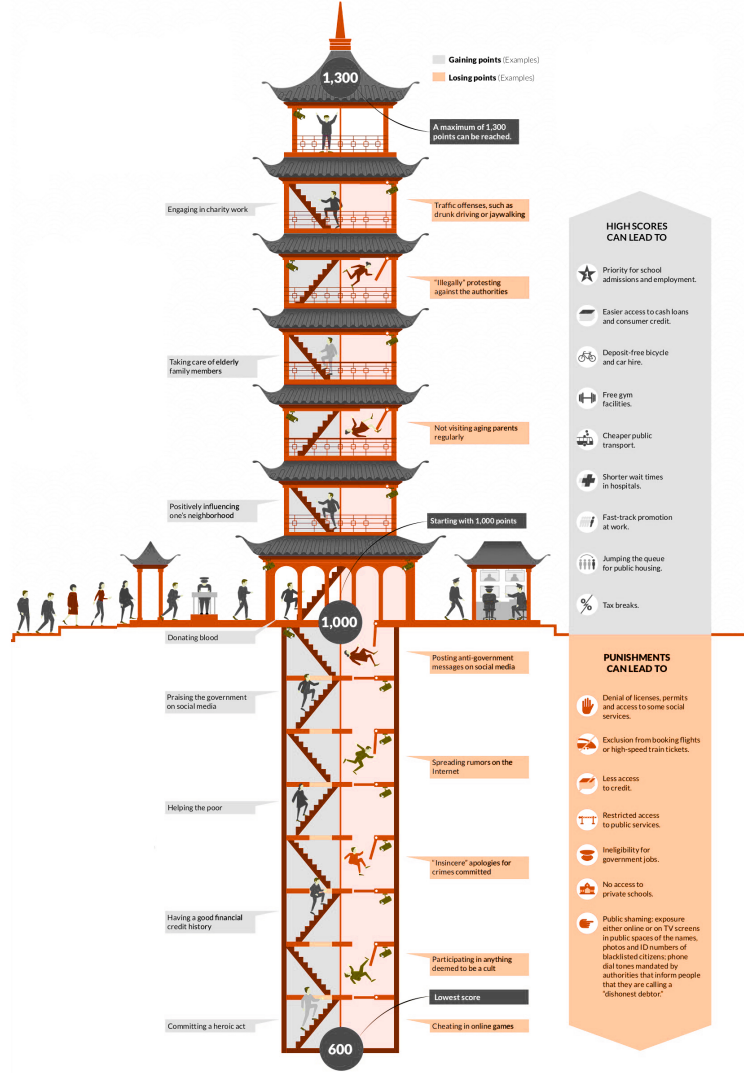 1,300
Gaining points (Examples)
Losing points (Examples)
A maximum of 1,300
points can be reached.
Engaging in charity work
Traffic offenses, such as
drunk driving or jaywalking
"Illegally" protesting
against the authorities
Taking care of elderly
family members
Not visiting aging parents
regularly
Positively influencing
one's neighborhood
Starting with 1,000 points
1,000
Donating blood
Posting anti-government
messages on social media
Praising the government
on social media
Spreading rumors on the
Internet
Helping the poor
"Insincere" apologies for
crimes committed
Having a good financial
credit history
Participating in anything
deemed to be a cult
Lowest score
600
Committing a heroic act
Cheating in online games
HIGH SCORES
CAN LEAD TO
Priority for school
admissions and employment.
Easier access to cash loans
and consumer credit.
Deposit-free bicycle
and car hire.
Free gym
facilities.
Cheaper public
transport.
Shorter wait times
in hospitals.
Fast-track promotion
at work.
Jumping the queue
for public housing.
%
Tax breaks.
PUNISHMENTS
CAN LEAD TO
Denial of licenses, permits
and access to some social
services.
Exclusion from booking flights
or high-speed train tickets.
Less access
to credit.
Restricted access
to public services.
Ineligibility for
government jobs.
No access to
private schools.
Public shaming: exposure
either online or on TV screens
in public spaces of the names,
photos and ID numbers of
blacklisted citizens; phone
dial tones mandated by
authorities that inform people
that they are calling a
"dishonest debtor."